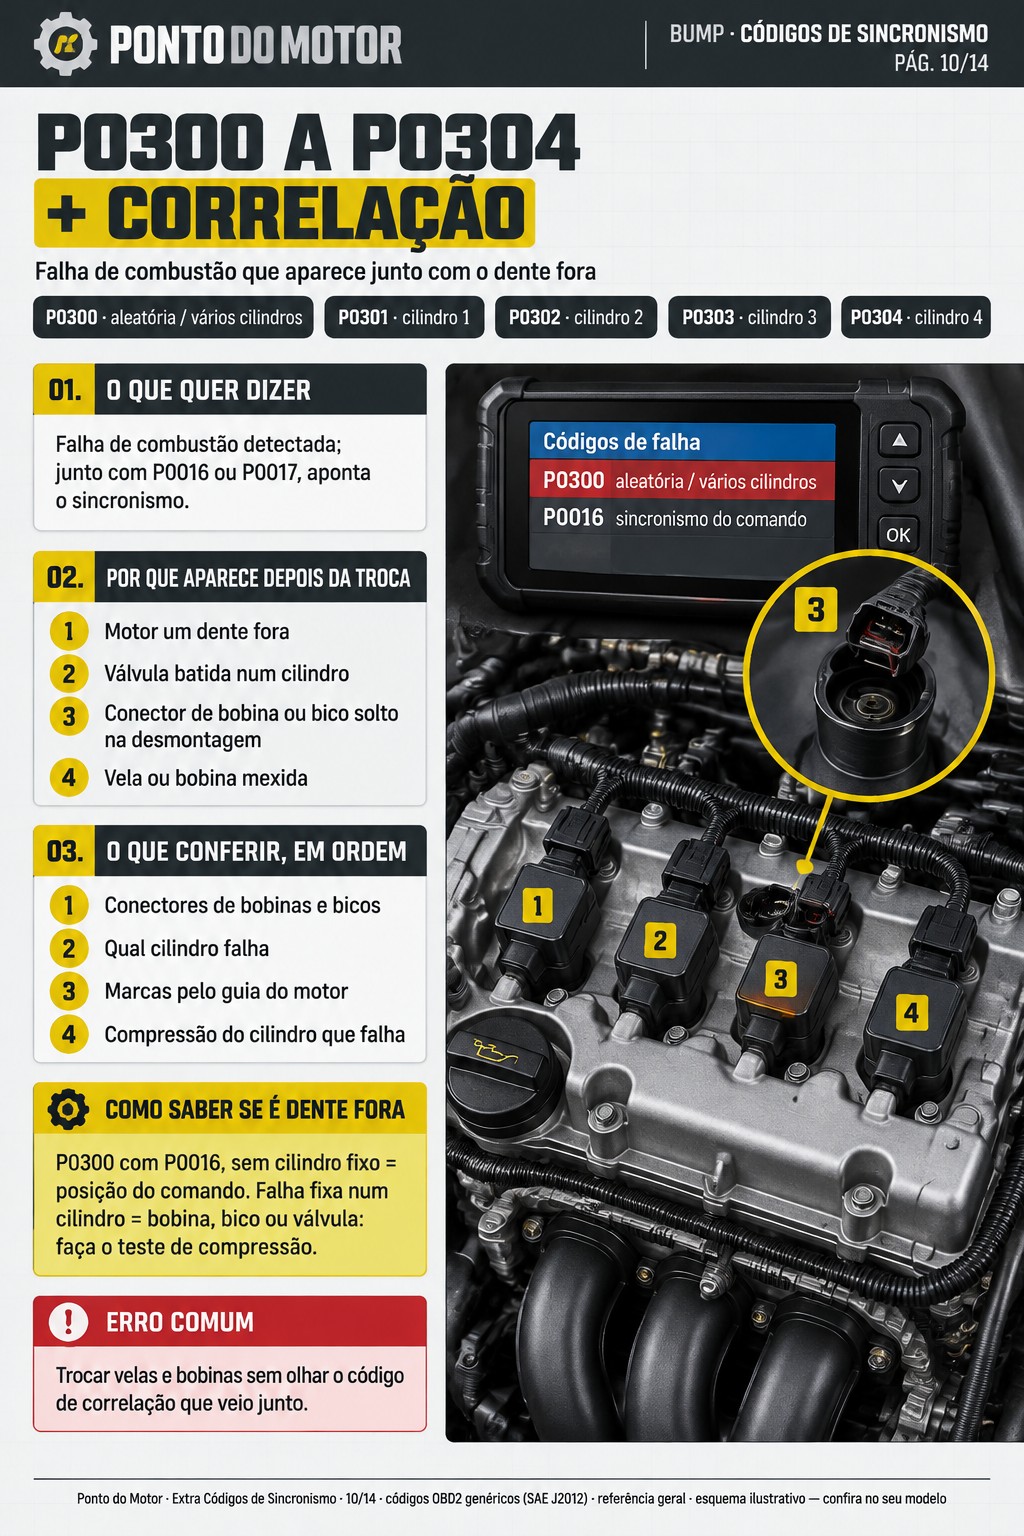 PONTO DO MOTOR
BUMP · CÓDIGOS DE SINCRONISMO
PÁG. 10/14
P0300 A P0304
+ CORRELAÇÃO
Falha de combustão que aparece junto com o dente fora
P0300 · aleatória / vários cilindros
P0301 · cilindro 1
P0302 · cilindro 2
P0303 · cilindro 3
P0304 · cilindro 4
01. O QUE QUER DIZER
Falha de combustão detectada;
junto com P0016 ou P0017, aponta
o sincronismo.
02. POR QUE APARECE DEPOIS DA TROCA
1 Motor um dente fora
2 Válvula batida num cilindro
3 Conector de bobina ou bico solto
na desmontagem
4 Vela ou bobina mexida
03. O QUE CONFERIR, EM ORDEM
1 Conectores de bobinas e bicos
2 Qual cilindro falha
3 Marcas pelo guia do motor
4 Compressão do cilindro que falha
COMO SABER SE É DENTE FORA
P0300 com P0016, sem cilindro fixo =
posição do comando. Falha fixa num
cilindro = bobina, bico ou válvula:
faça o teste de compressão.
! ERRO COMUM
Trocar velas e bobinas sem olhar o código
de correlação que veio junto.
Códigos de falha
P0300 aleatória / vários cilindros
P0016 sincronismo do comando
OK
3
1
2
3
4
Ponto do Motor · Extra Códigos de Sincronismo · 10/14 · códigos OBD2 genéricos (SAE J2012) · referência geral · esquema ilustrativo — confira no seu modelo